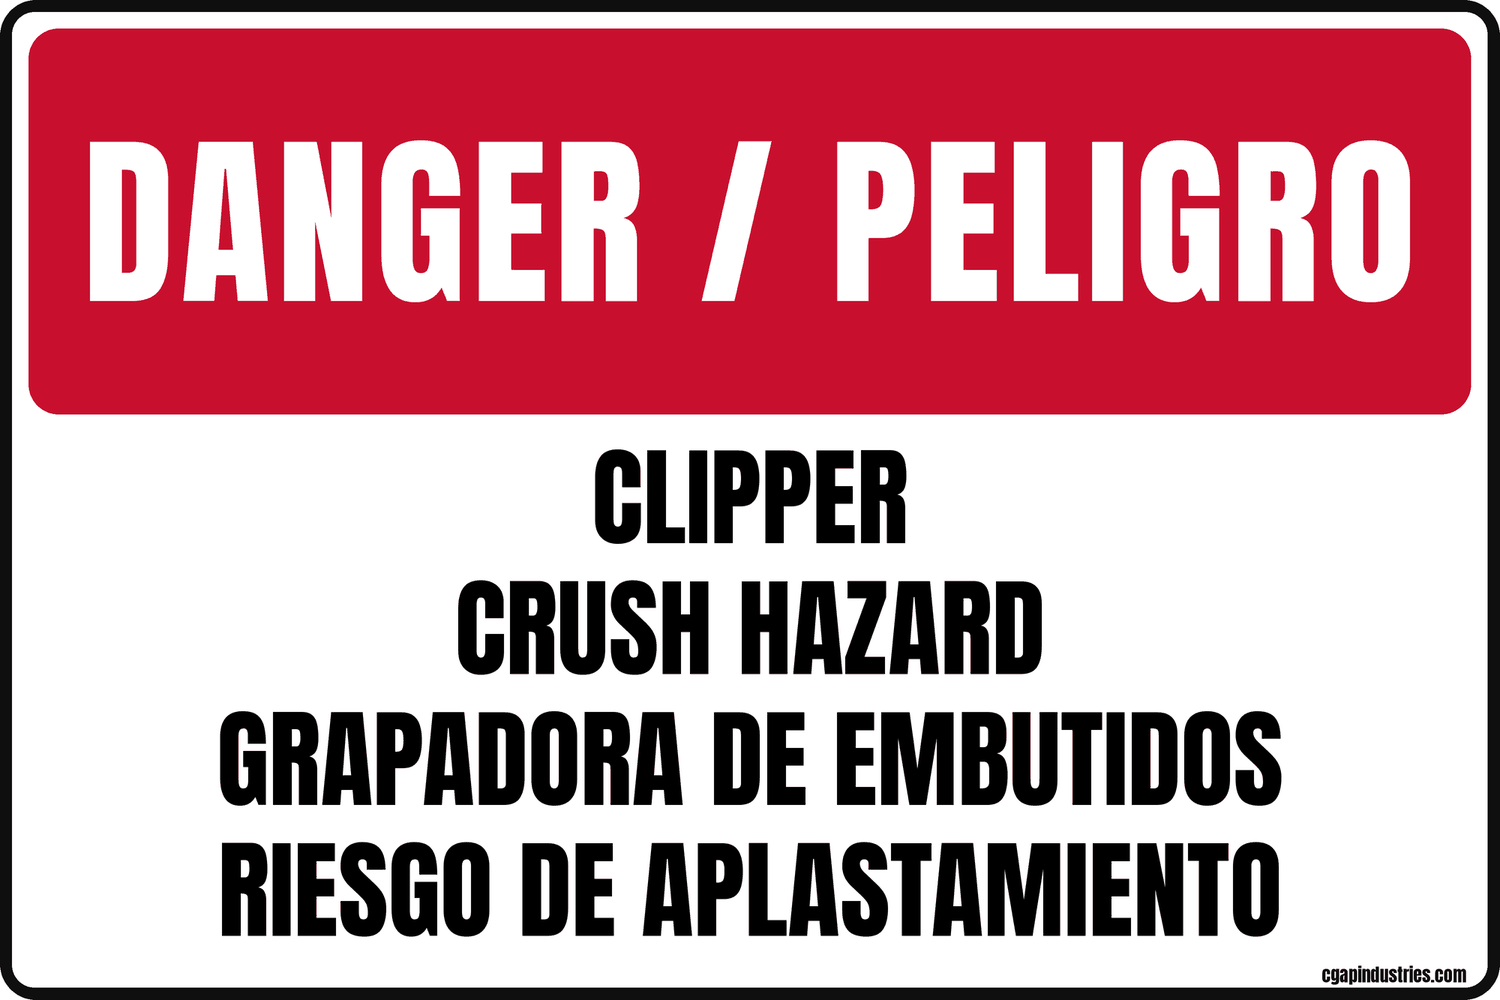 DANGER / PELIGRO
CLIPPER
CRUSH HAZARD
GRAPADORA DE EMBUTIDOS
RIESGO DE APLASTAMIENTO
cgapindustries.com